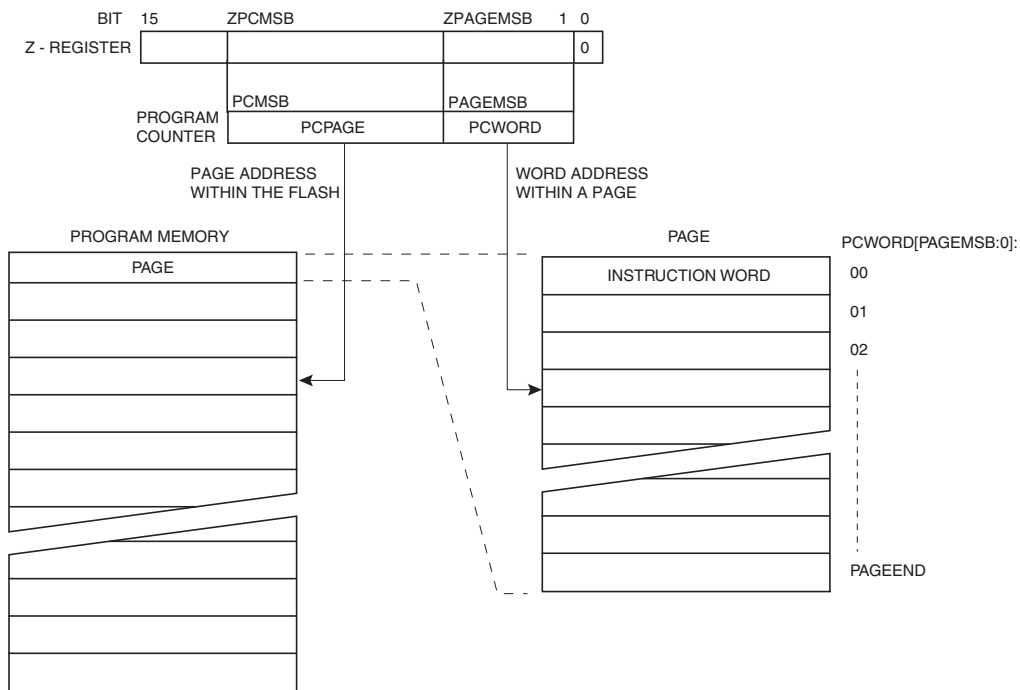 BIT 15 ZPCMSB ZPAGEMSB 1 0
Z - REGISTER 0
PCMSB PAGEMSB
PROGRAM
COUNTER
PCPAGE PCWORD
PAGE ADDRESS
WITHIN THE FLASH
WORD ADDRESS
WITHIN A PAGE
PROGRAM MEMORY
PAGE
PAGE
PCWORD[PAGEMSB:0]:
INSTRUCTION WORD
00
01
02
PAGEEND